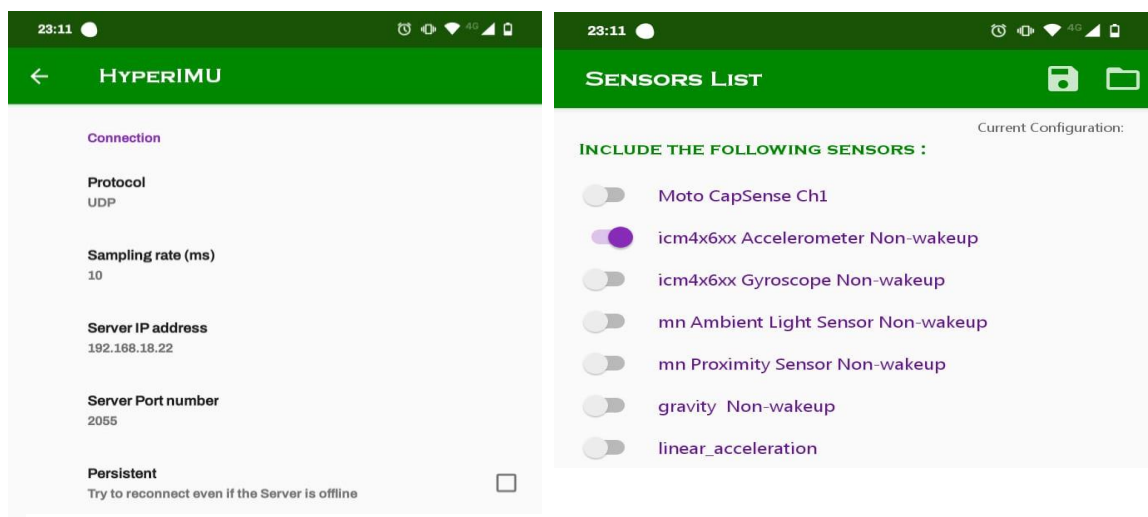 23:11
4G
HyperIMU
Connection
Protocol
UDP
Sampling rate (ms)
10
Server IP address
192.168.18.22
Server Port number
2055
Persistent
Try to reconnect even if the Server is offline
23:11
4G
Sensors List
Current Configuration:
Include the following sensors :
Moto CapSense Ch1
icm4x6xx Accelerometer Non-wakeup
icm4x6xx Gyroscope Non-wakeup
mn Ambient Light Sensor Non-wakeup
mn Proximity Sensor Non-wakeup
gravity Non-wakeup
linear_acceleration